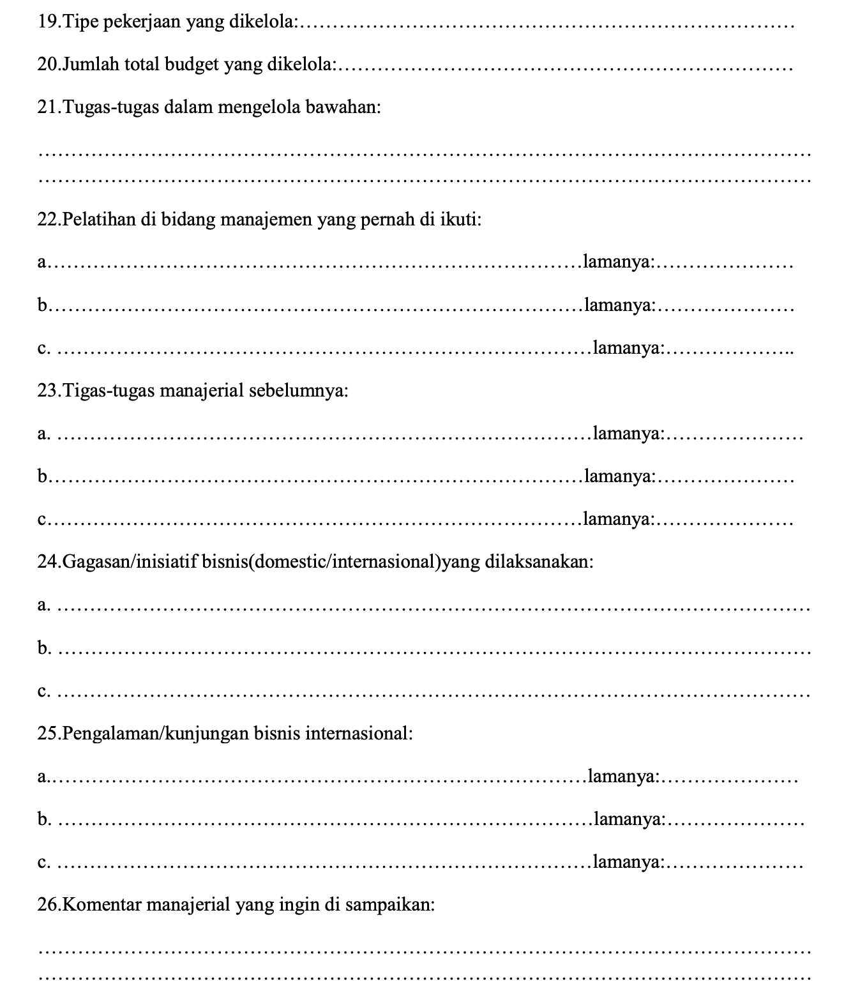 19.Tipe pekerjaan yang dikelola:……………………………………………………………………
20.Jumlah total budget yang dikelola:………………………………………………………………
21.Tugas-tugas dalam mengelola bawahan:
……………………………………………………………………………………………………………
……………………………………………………………………………………………………………
22.Pelatihan di bidang manajemen yang pernah di ikuti:
a…………………………………………………………………………lamanya:…………………
b…………………………………………………………………………lamanya:…………………
c. …………………………………………………………………………lamanya:………………..
23.Tigas-tugas manajerial sebelumnya:
a. …………………………………………………………………………lamanya:…………………
b…………………………………………………………………………lamanya:…………………
c…………………………………………………………………………lamanya:…………………
24.Gagasan/inisiatif bisnis(domestic/internasional)yang dilaksanakan:
a. …………………………………………………………………………………………………………
b. …………………………………………………………………………………………………………
c. …………………………………………………………………………………………………………
25.Pengalaman/kunjungan bisnis internasional:
a.…………………………………………………………………………lamanya:…………………
b. …………………………………………………………………………lamanya:…………………
c. …………………………………………………………………………lamanya:…………………
26.Komentar manajerial yang ingin di sampaikan:
……………………………………………………………………………………………………………
……………………………………………………………………………………………………………